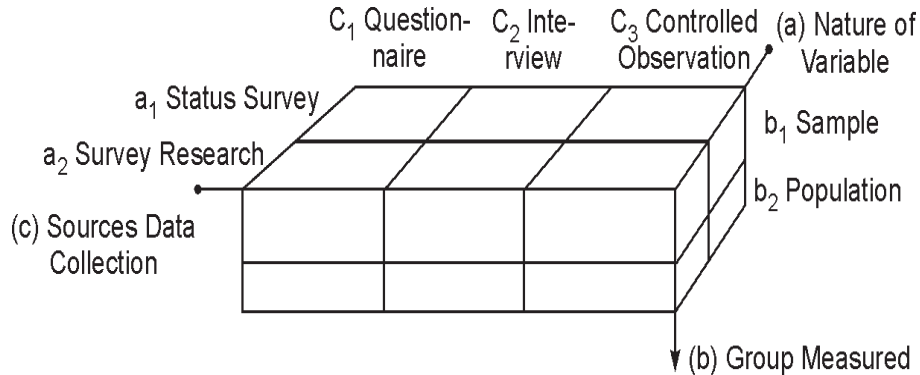 C₁ Question-
naire
C₂ Inte-
rview
C₃ Controlled
Observation
(a) Nature of
Variable
a₁ Status Survey
a₂ Survey Research
b₁ Sample
b₂ Population
(c) Sources Data
Collection
(b) Group Measured